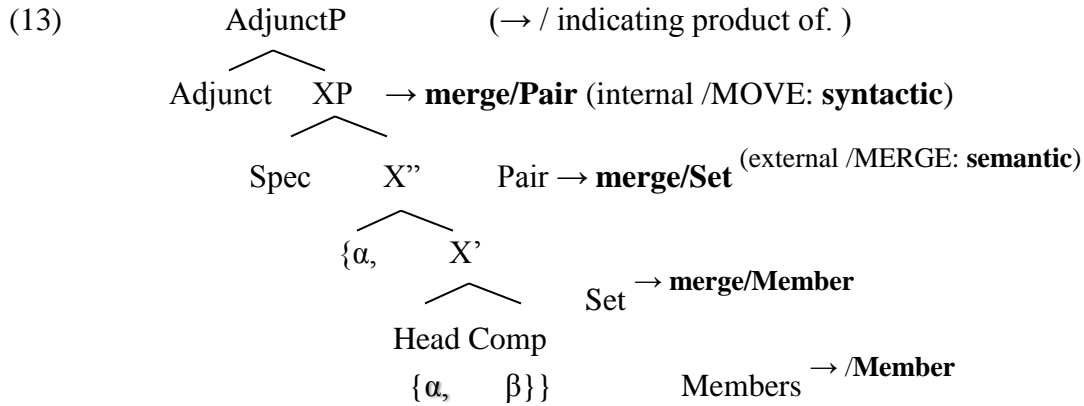 (13) AdjunctP (→ / indicating product of. )
Adjunct XP → merge/Pair (internal /MOVE: syntactic)
Spec X” Pair → merge/Set (external /MERGE: semantic)
{α, X’
Set → merge/Member
Head Comp
{α, β}} Members → /Member